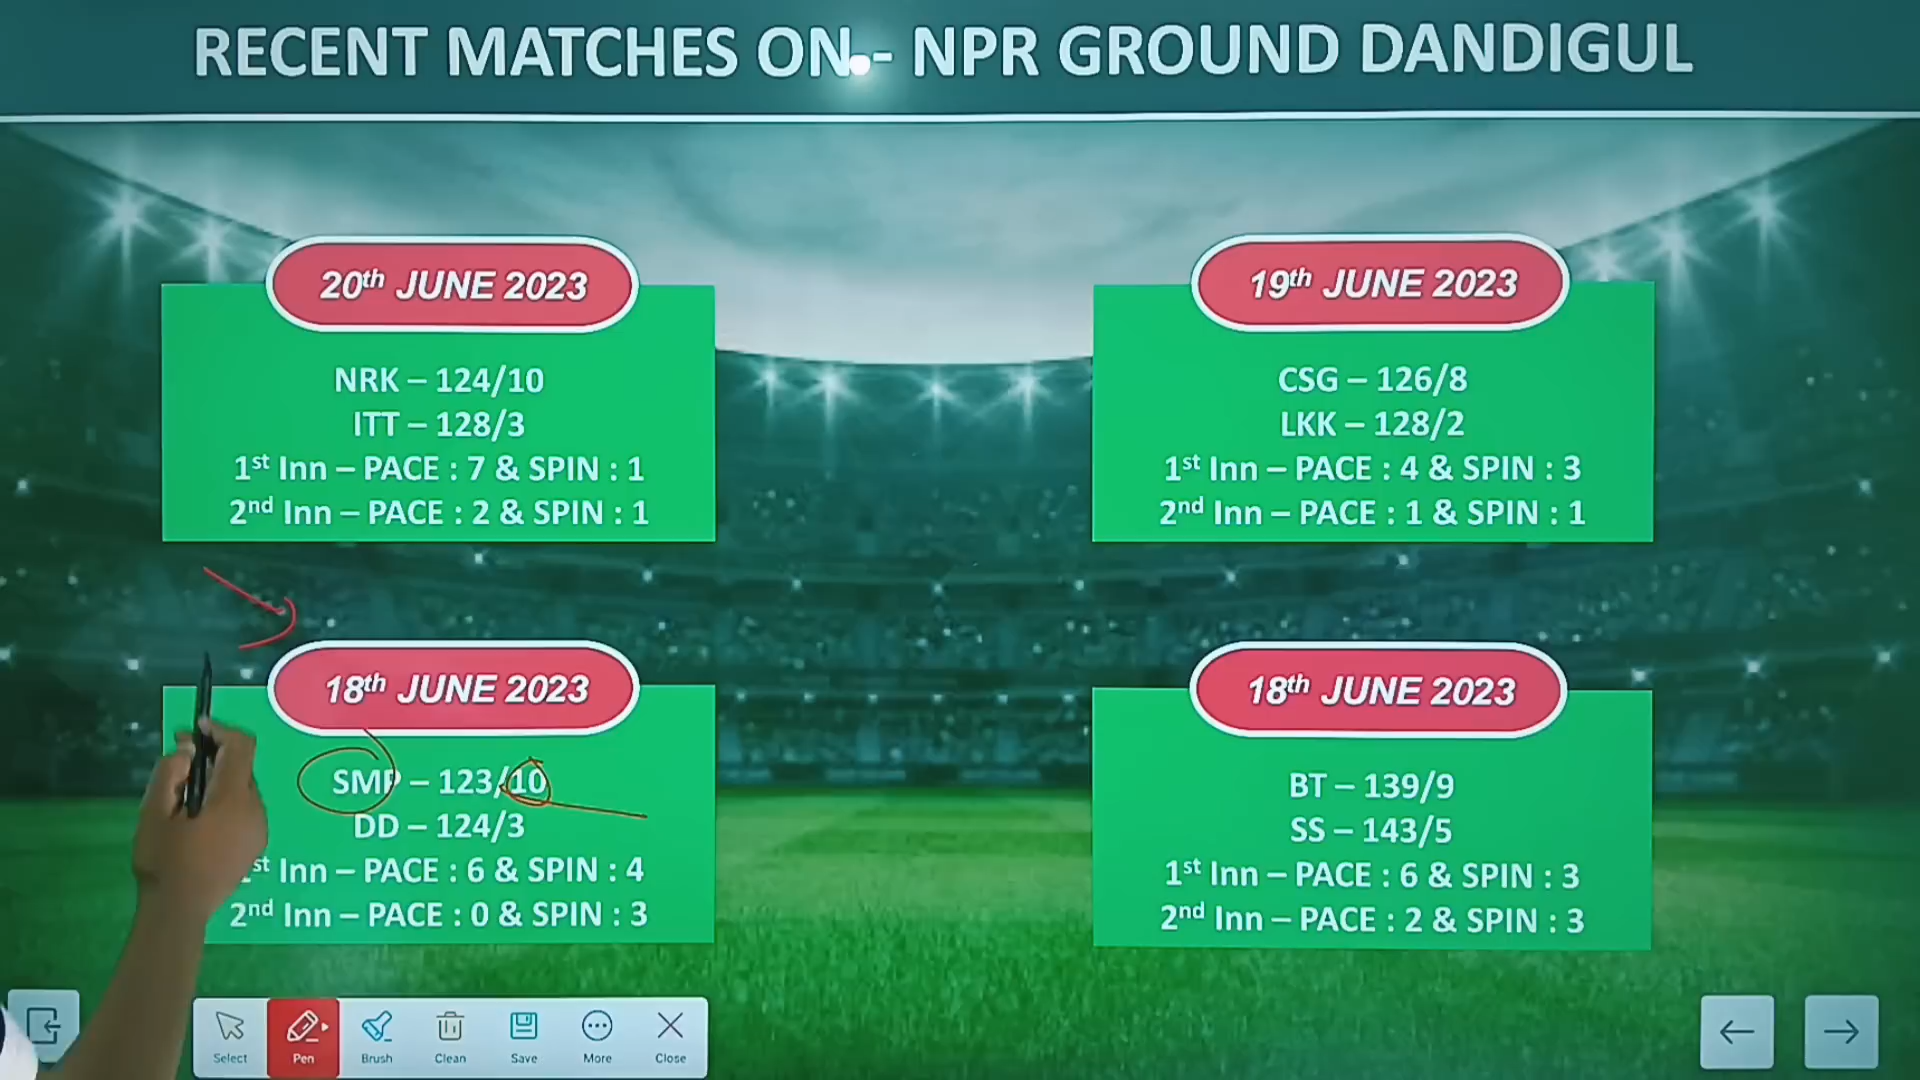 RECENT MATCHES ON - NPR GROUND DANDIGUL
20th JUNE 2023
NRK – 124/10
ITT – 128/3
1st Inn – PACE : 7 & SPIN : 1
2nd Inn – PACE : 2 & SPIN : 1
19th JUNE 2023
CSG – 126/8
LKK – 128/2
1st Inn – PACE : 4 & SPIN : 3
2nd Inn – PACE : 1 & SPIN : 1
18th JUNE 2023
SMP – 123/10
DD – 124/3
1st Inn – PACE : 6 & SPIN : 4
2nd Inn – PACE : 0 & SPIN : 3
18th JUNE 2023
BT – 139/9
SS – 143/5
1st Inn – PACE : 6 & SPIN : 3
2nd Inn – PACE : 2 & SPIN : 3
Select Pen Brush Clean Save More Close